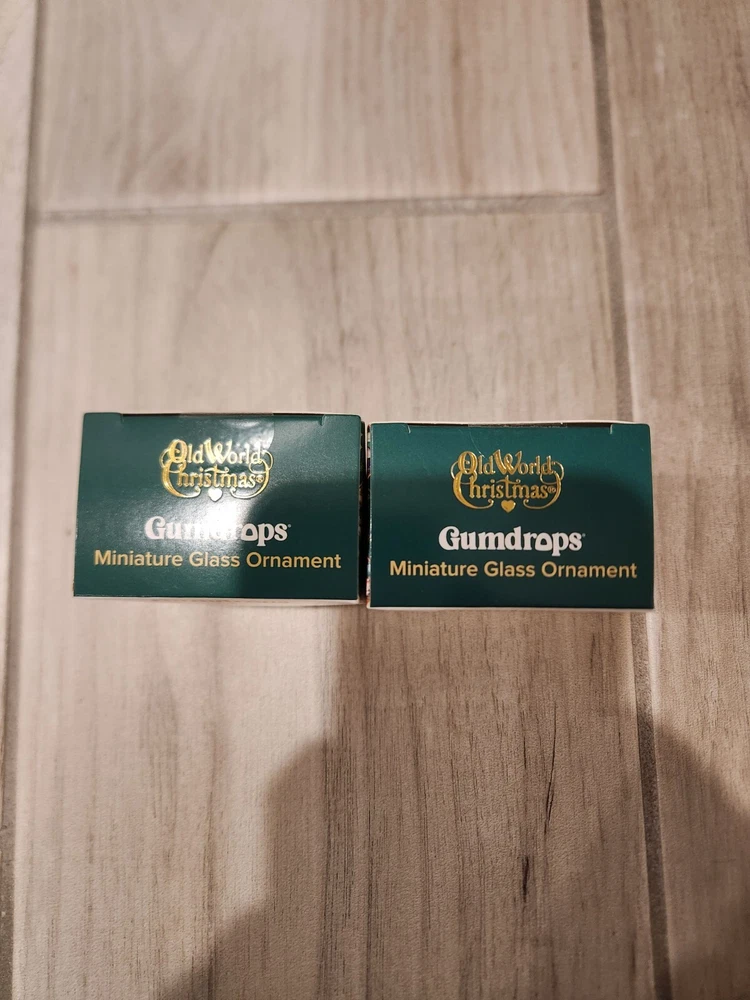 Old World
Christmas®
Gumdrops®
Miniature Glass Ornament
Old World
Christmas®
Gumdrops®
Miniature Glass Ornament